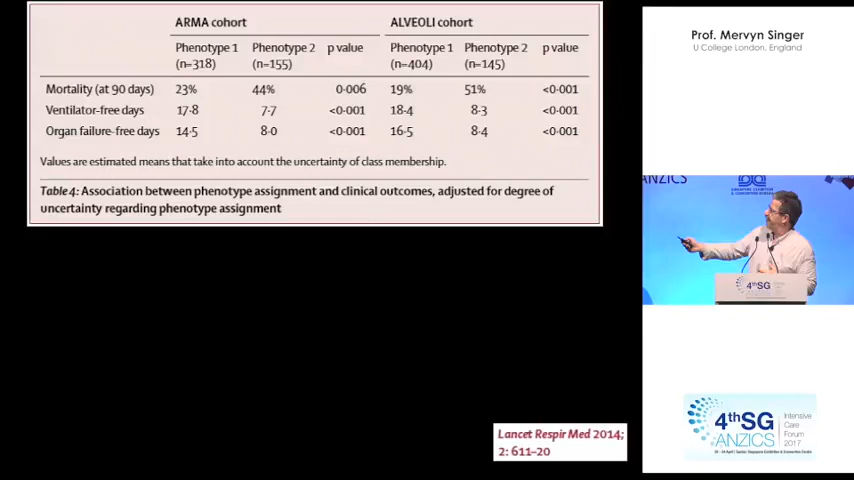 ARMA cohort ALVEOLI cohort
Phenotype 1 (n=318) Phenotype 2 (n=155) p value Phenotype 1 (n=404) Phenotype 2 (n=145) p value
Mortality (at 90 days) 23% 44% 0·006 19% 51% <0·001
Ventilator-free days 17·8 7·7 <0·001 18·4 8·3 <0·001
Organ failure-free days 14·5 8·0 <0·001 16·5 8·4 <0·001
Values are estimated means that take into account the uncertainty of class membership.
Table 4: Association between phenotype assignment and clinical outcomes, adjusted for degree of
uncertainty regarding phenotype assignment
Lancet Respir Med 2014;
2: 611–20
Prof. Mervyn Singer
U College London, England
ANZICS
4thSG
4thSG
ANZICS
Intensive
Care
Forum
2017